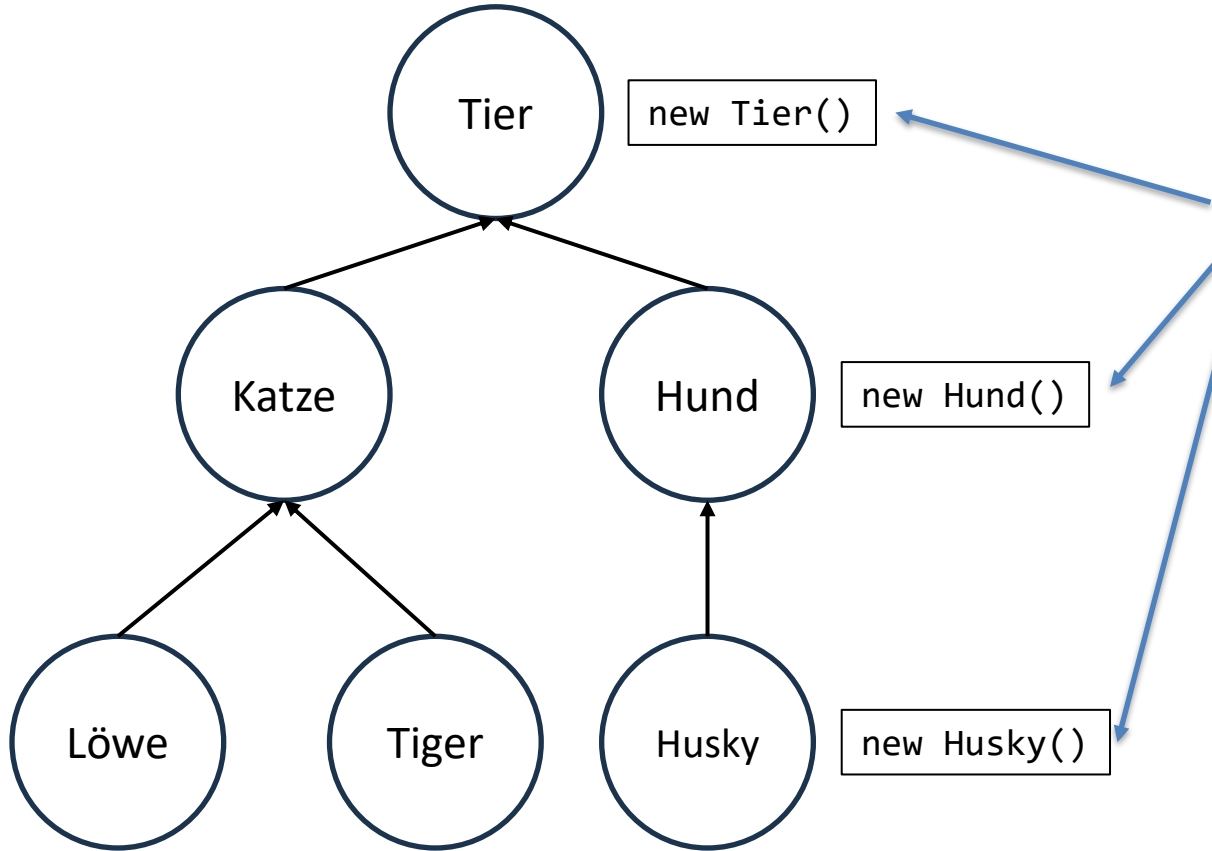 Tier
new Tier()
Katze
Hund
new Hund()
Löwe
Tiger
Husky
new Husky()